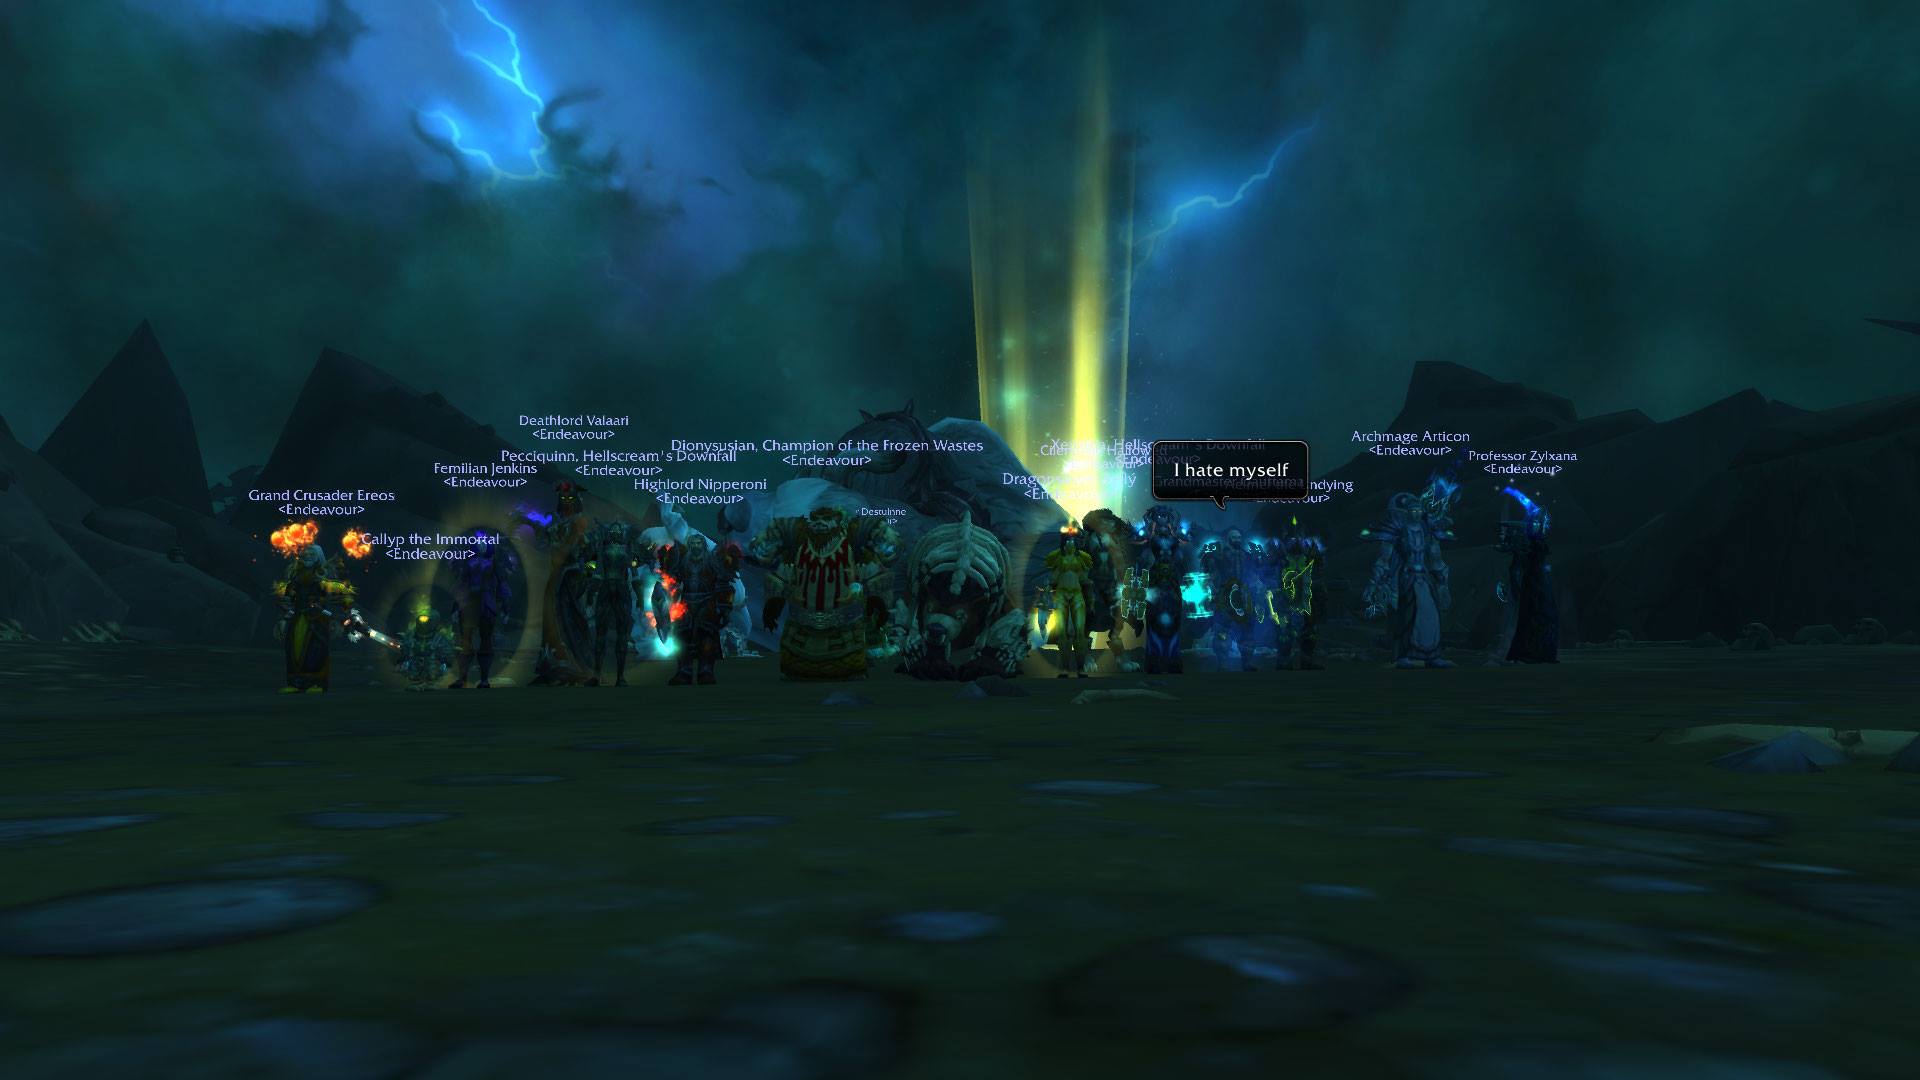 Deathlord Valaari
<Endeavour>
Pecciquinn, Hellscream's Downfall
<Endeavour>
Femilian Jenkins
<Endeavour>
Dionysusian, Champion of the Frozen Wastes
<Endeavour>
Highlord Nipperoni
<Endeavour>
Grand Crusader Ereos
<Endeavour>
Callyp the Immortal
<Endeavour>
I hate myself
Grandmaster
Archmage Articon
<Endeavour>
Professor Zylxana
<Endeavour>